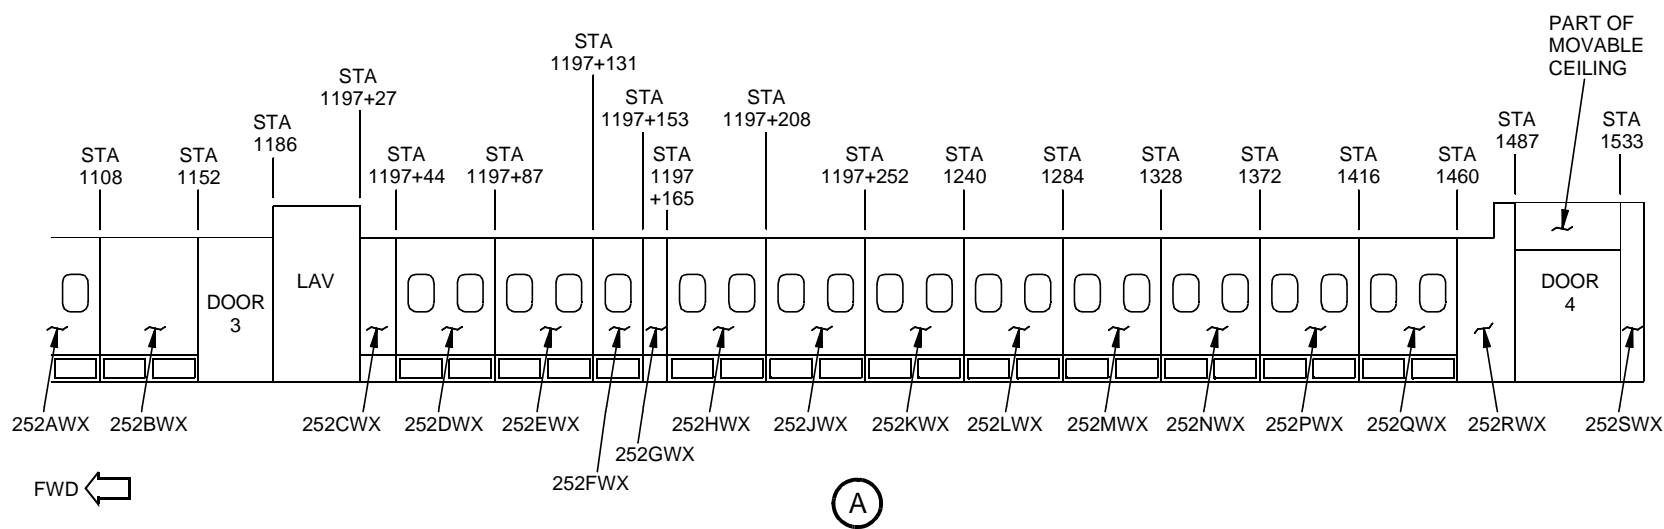 PART OF
MOVABLE
CEILING
STA
1197+131
STA
1197+27
STA
1197+153
STA
1197+208
STA
1186
STA
1487
STA
1533
STA
1108
STA
1152
STA
1197+44
STA
1197+87
STA
1197
+165
STA
1197+252
STA
1240
STA
1284
STA
1328
STA
1372
STA
1416
STA
1460
DOOR
3
LAV
DOOR
4
252AWX
252BWX
252CWX
252DWX
252EWX
252FWX
252GWX
252HWX
252JWX
252KWX
252LWX
252MWX
252NWX
252PWX
252QWX
252RWX
252SWX
FWD
A